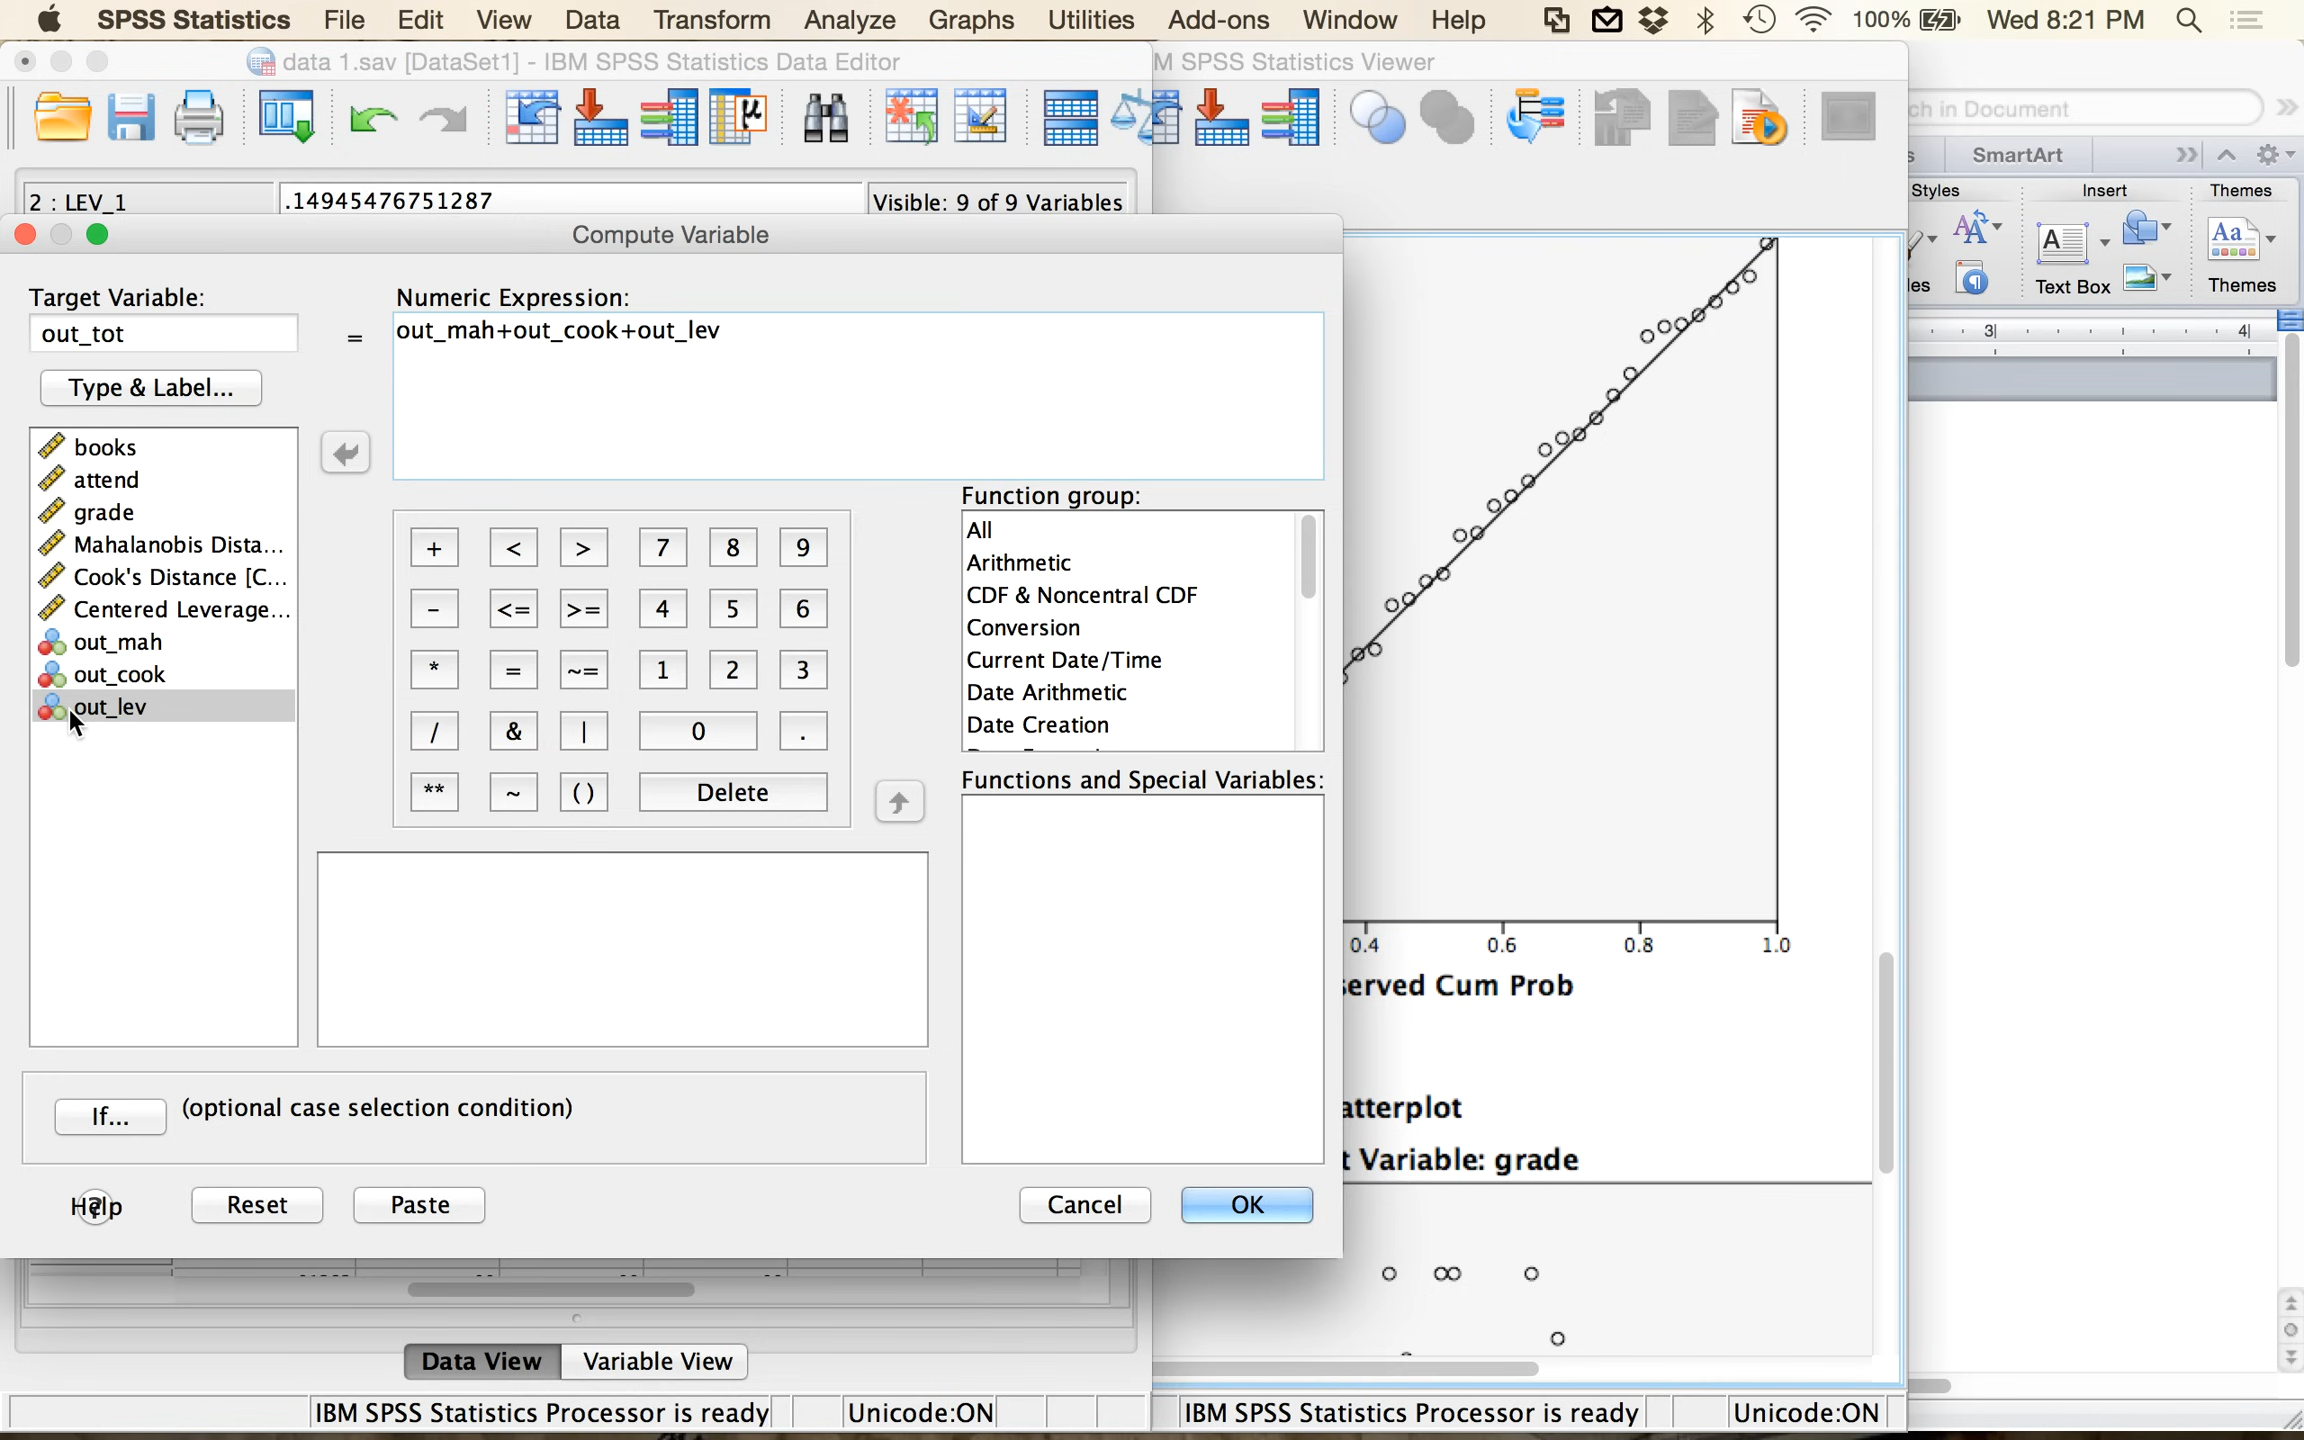 SPSS Statistics File Edit View Data Transform Analyze Graphs Utilities Add-ons Window Help 100% Wed 8:21 PM
data 1.sav [DataSet1] - IBM SPSS Statistics Data Editor
M SPSS Statistics Viewer
ch in Document
SmartArt
Styles Insert Themes
Text Box Themes
2 : LEV_1 .14945476751287 Visible: 9 of 9 Variables
Compute Variable
Target Variable:
out_tot
Type & Label...
=
Numeric Expression:
out_mah+out_cook+out_lev
books
attend
grade
Mahalanobis Dista...
Cook's Distance [C...
Centered Leverage...
out_mah
out_cook
out_lev
+ < > 7 8 9
- <= >= 4 5 6
* = ~= 1 2 3
/ & | 0 .
** ~ () Delete
Function group:
All
Arithmetic
CDF & Noncentral CDF
Conversion
Current Date/Time
Date Arithmetic
Date Creation
Functions and Special Variables:
If... (optional case selection condition)
Help Reset Paste Cancel OK
3 4
0.4 0.6 0.8 1.0
served Cum Prob
atterplot
t Variable: grade
Data View Variable View
IBM SPSS Statistics Processor is ready Unicode:ON
IBM SPSS Statistics Processor is ready Unicode:ON